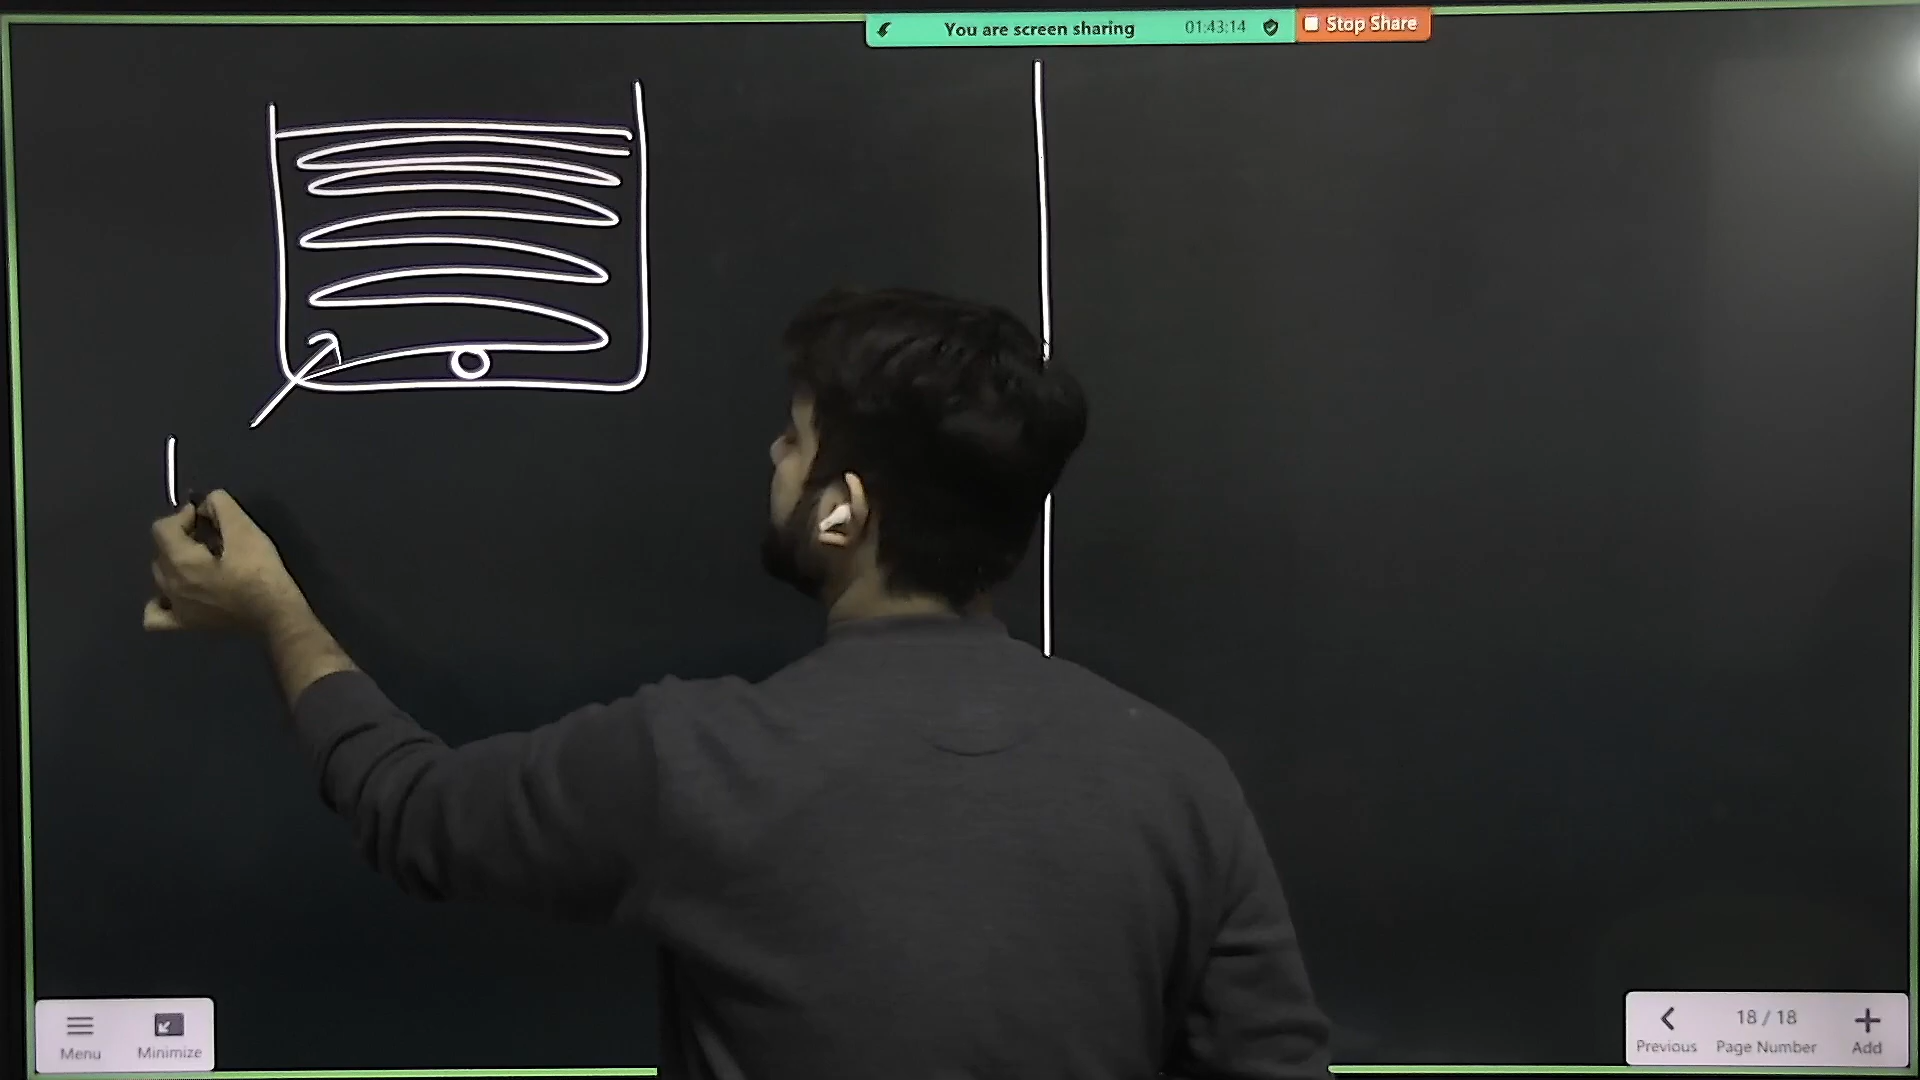 You are screen sharing 01:43:14 Stop Share
Menu Minimize
18 / 18
Previous Page Number Add